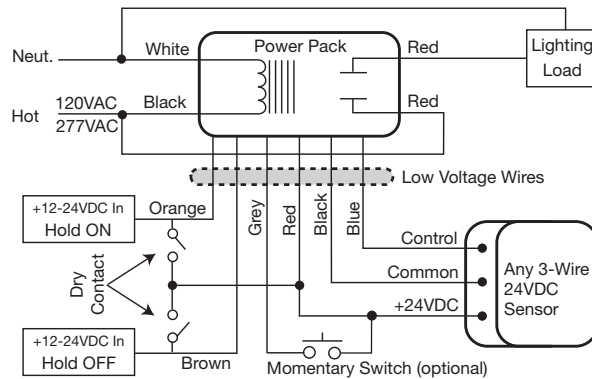 Neut.
White
Power Pack
Red
Lighting
Load
Hot
120VAC
277VAC
Black
Red
Low Voltage Wires
+12-24VDC In
Hold ON
Orange
Grey
Red
Black
Blue
Dry
Contact
Control
Common
+24VDC
Any 3-Wire
24VDC
Sensor
+12-24VDC In
Hold OFF
Brown
Momentary Switch (optional)